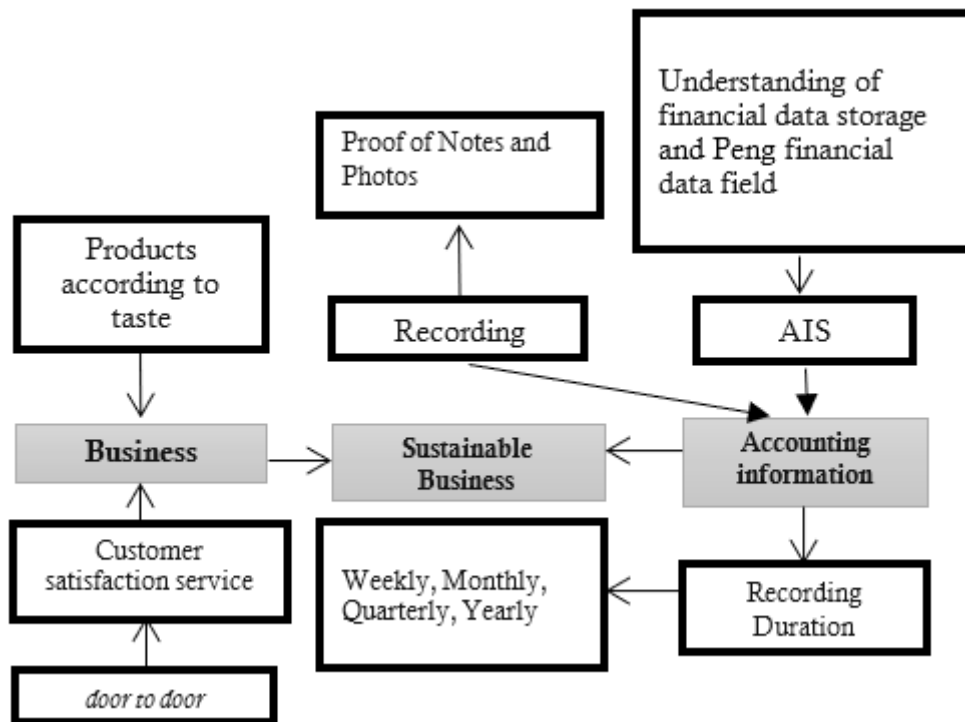 Understanding of
financial data storage
and Peng financial
data field
Proof of Notes and
Photos
Products
according to
taste
Recording
AIS
Business
Sustainable
Business
Accounting
information
Customer
satisfaction service
Weekly, Monthly,
Quarterly, Yearly
Recording
Duration
door to door